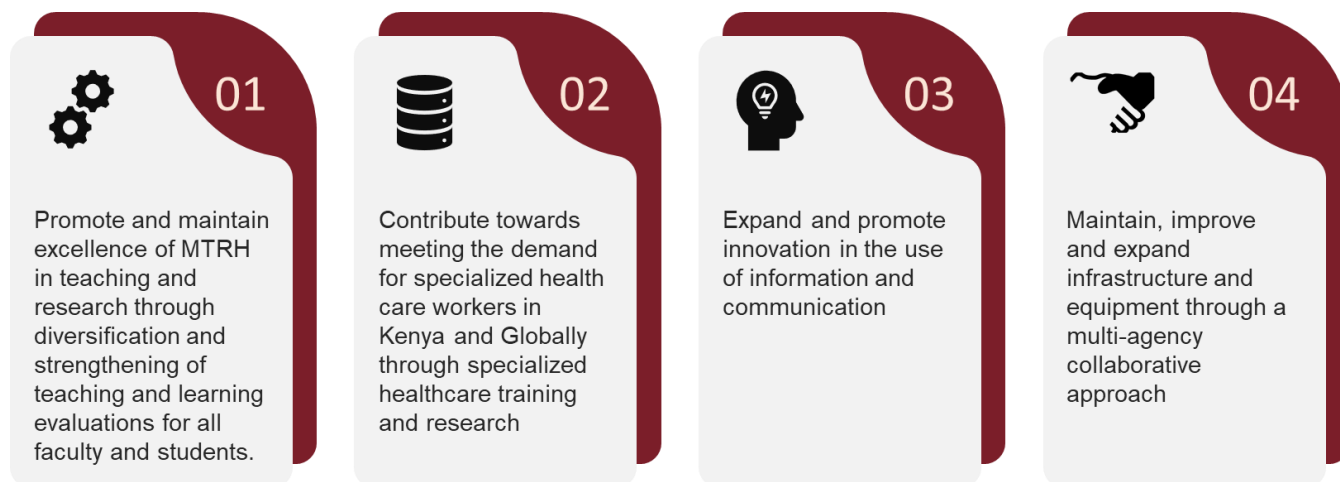 01
Promote and maintain
excellence of MTRH
in teaching and
research through
diversification and
strengthening of
teaching and learning
evaluations for all
faculty and students.
02
Contribute towards
meeting the demand
for specialized health
care workers in
Kenya and Globally
through specialized
healthcare training
and research
03
Expand and promote
innovation in the use
of information and
communication
04
Maintain, improve
and expand
infrastructure and
equipment through a
multi-agency
collaborative
approach